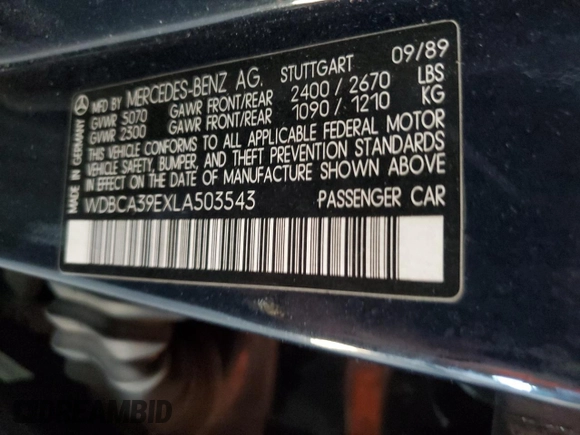 MADE IN GERMANY
MFD BY MERCEDES-BENZ AG. STUTTGART 09/89
GVWR 5070 GAWR FRONT/REAR 2400 / 2670 LBS
GVWR 2300 GAWR FRONT/REAR 1090 / 1210 KG
THIS VEHICLE CONFORMS TO ALL APPLICABLE FEDERAL MOTOR
VEHICLE SAFETY, BUMPER, AND THEFT PREVENTION STANDARDS
IN EFFECT ON THE DATE OF MANUFACTURE SHOWN ABOVE
WDBCA39EXLA503543 PASSENGER CAR